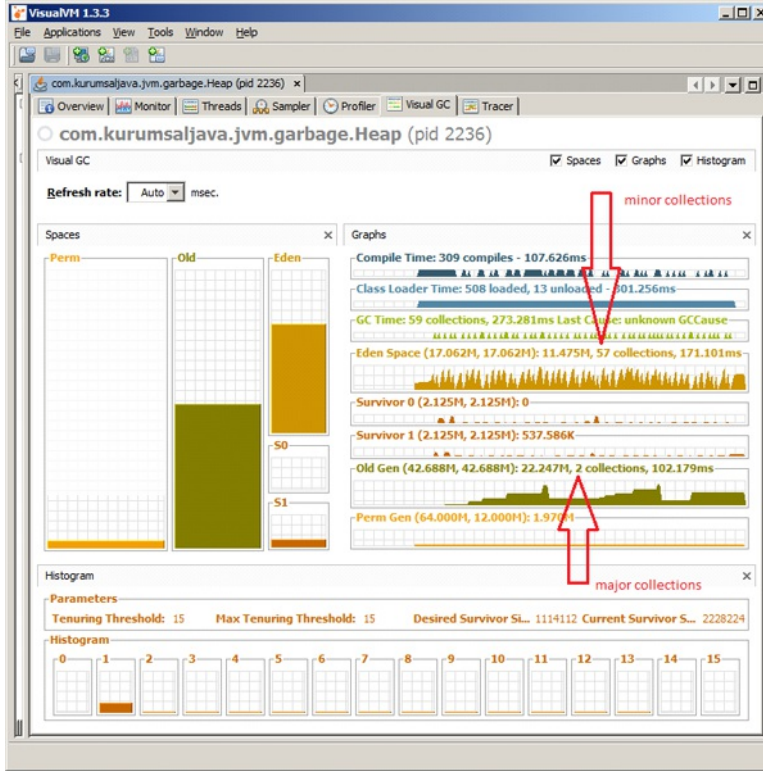 VisualVM 1.3.3
File Applications View Tools Window Help
com.kurumsaljava.jvm.garbage.Heap (pid 2236)
Overview Monitor Threads Sampler Profiler Visual GC Tracer
com.kurumsaljava.jvm.garbage.Heap (pid 2236)
Visual GC Spaces Graphs Histogram
Refresh rate: Auto msec.
minor collections
Spaces
Perm Old Eden
S0
S1
Graphs
Compile Time: 309 compiles - 107.626ms
Class Loader Time: 508 loaded, 13 unloaded - 301.256ms
GC Time: 59 collections, 273.281ms Last Cause: unknown GCCause
Eden Space (17.062M, 17.062M): 11.475M, 57 collections, 171.101ms
Survivor 0 (2.125M, 2.125M): 0
Survivor 1 (2.125M, 2.125M): 537.586K
Old Gen (42.688M, 42.688M): 22.247M, 2 collections, 102.179ms
Perm Gen (64.000M, 12.000M): 1.970M
major collections
Histogram
Parameters
Tenuring Threshold: 15 Max Tenuring Threshold: 15 Desired Survivor Si... 1114112 Current Survivor S... 2228224
Histogram
0 1 2 3 4 5 6 7 8 9 10 11 12 13 14 15